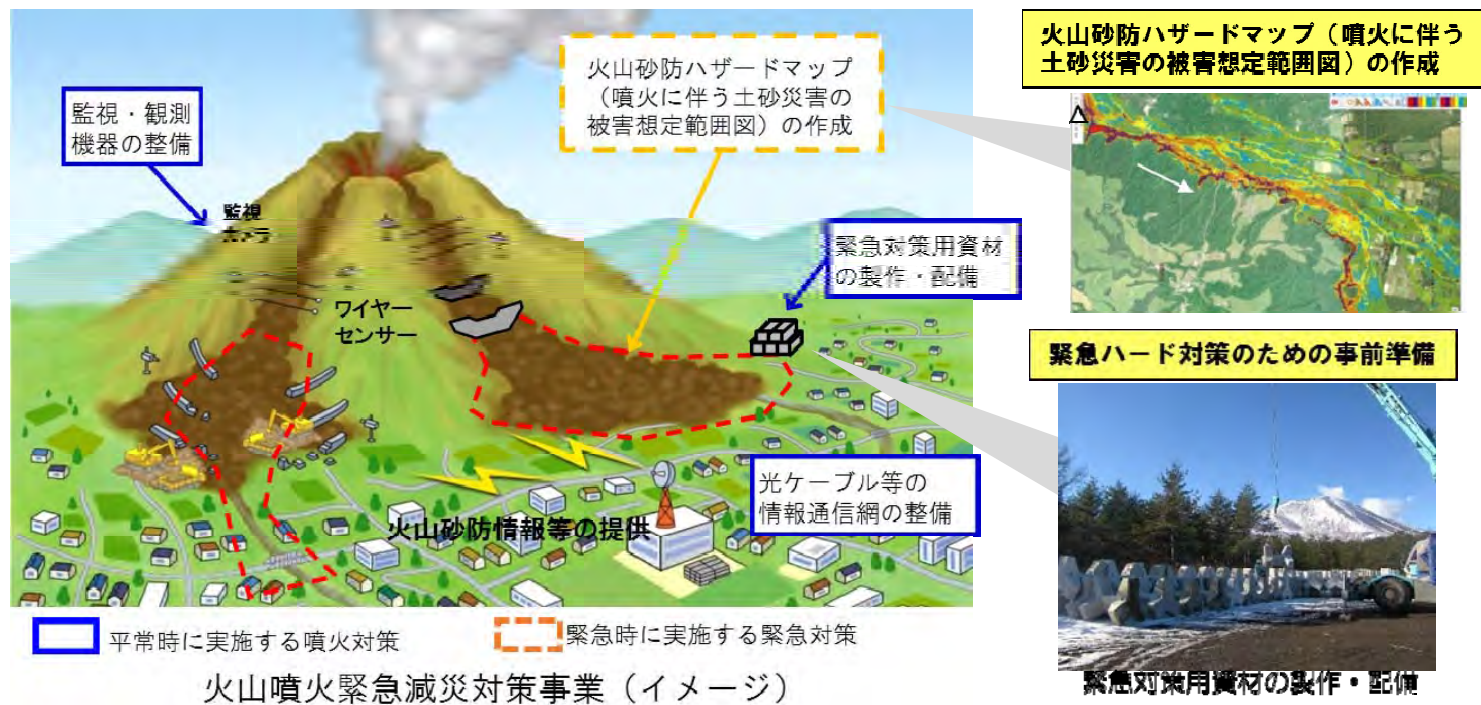 監視・観測
機器の整備
火山砂防ハザードマップ
（噴火に伴う土砂災害の
被害想定範囲図）の作成
監視
カメラ
ワイヤー
センサー
緊急対策用資材
の製作・配備
光ケーブル等の
情報通信網の整備
火山砂防情報等の提供
平常時に実施する噴火対策
緊急時に実施する緊急対策
火山噴火緊急減災対策事業（イメージ）
火山砂防ハザードマップ（噴火に伴う
土砂災害の被害想定範囲図）の作成
緊急ハード対策のための事前準備
緊急対策用資材の製作・配備